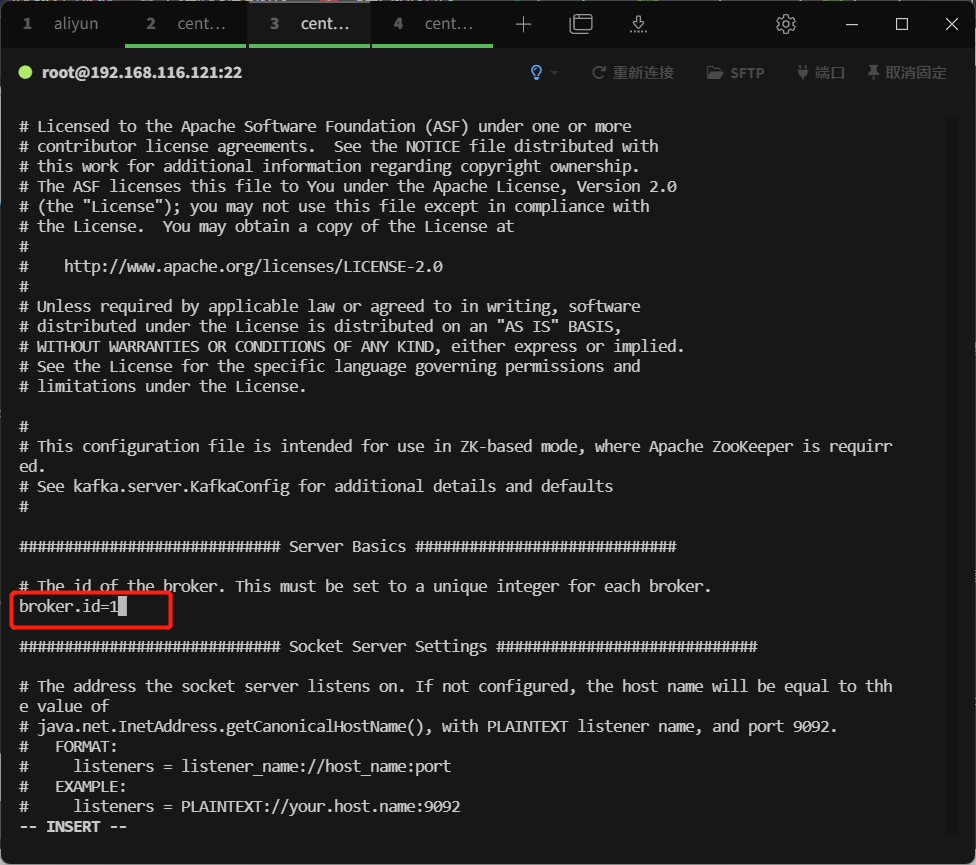 1 aliyun 2 cent... 3 cent... 4 cent...
root@192.168.116.121:22 重新连接 SFTP 端口 取消固定
# Licensed to the Apache Software Foundation (ASF) under one or more
# contributor license agreements.  See the NOTICE file distributed with
# this work for additional information regarding copyright ownership.
# The ASF licenses this file to You under the Apache License, Version 2.0
# (the "License"); you may not use this file except in compliance with
# the License.  You may obtain a copy of the License at
#
#    http://www.apache.org/licenses/LICENSE-2.0
#
# Unless required by applicable law or agreed to in writing, software
# distributed under the License is distributed on an "AS IS" BASIS,
# WITHOUT WARRANTIES OR CONDITIONS OF ANY KIND, either express or implied.
# See the License for the specific language governing permissions and
# limitations under the License.
#
# This configuration file is intended for use in ZK-based mode, where Apache ZooKeeper is requirr
ed.
# See kafka.server.KafkaConfig for additional details and defaults
#
############################# Server Basics #############################
# The id of the broker. This must be set to a unique integer for each broker.
broker.id=1
############################# Socket Server Settings #############################
# The address the socket server listens on. If not configured, the host name will be equal to thh
e value of
# java.net.InetAddress.getCanonicalHostName(), with PLAINTEXT listener name, and port 9092.
#   FORMAT:
#     listeners = listener_name://host_name:port
#   EXAMPLE:
#     listeners = PLAINTEXT://your.host.name:9092
-- INSERT --